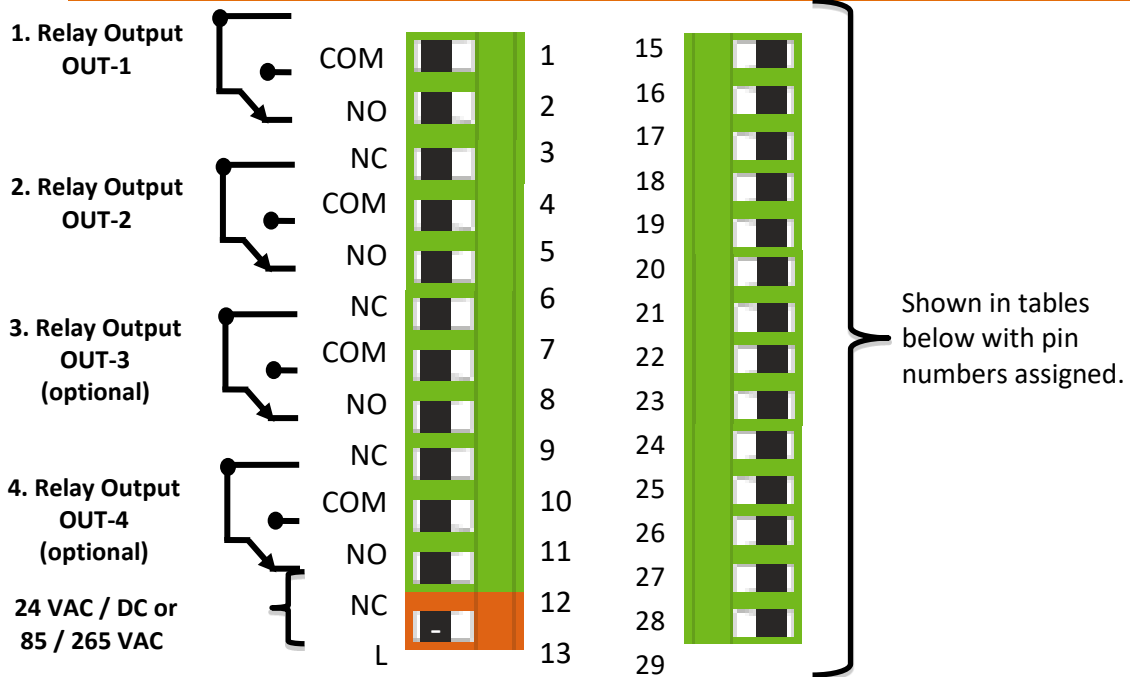 1. Relay Output
OUT-1
2. Relay Output
OUT-2
3. Relay Output
OUT-3
(optional)
4. Relay Output
OUT-4
(optional)
24 VAC / DC or
85 / 265 VAC
COM 1
NO 2
NC 3
COM 4
NO 5
NC 6
COM 7
NO 8
NC 9
COM 10
NO 11
NC 12
L 13
15
16
17
18
19
20
21
22
23
24
25
26
27
28
29
Shown in tables
below with pin
numbers assigned.